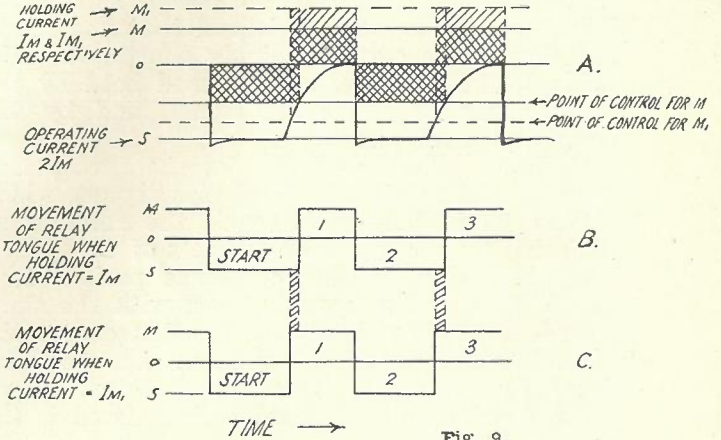 HOLDING
CURRENT → M₁
IM & IM₁ M
RESPECTIVELY
O
A.
POINT OF CONTROL FOR M
POINT OF CONTROL FOR M₁
OPERATING
CURRENT → S
2IM
MOVEMENT M
OF RELAY 1 3
TONGUE WHEN O B.
HOLDING START 2
CURRENT = IM S
MOVEMENT M
OF RELAY 1 3
TONGUE WHEN O C.
HOLDING START 2
CURRENT = IM₁ S
TIME →
Fig. 9